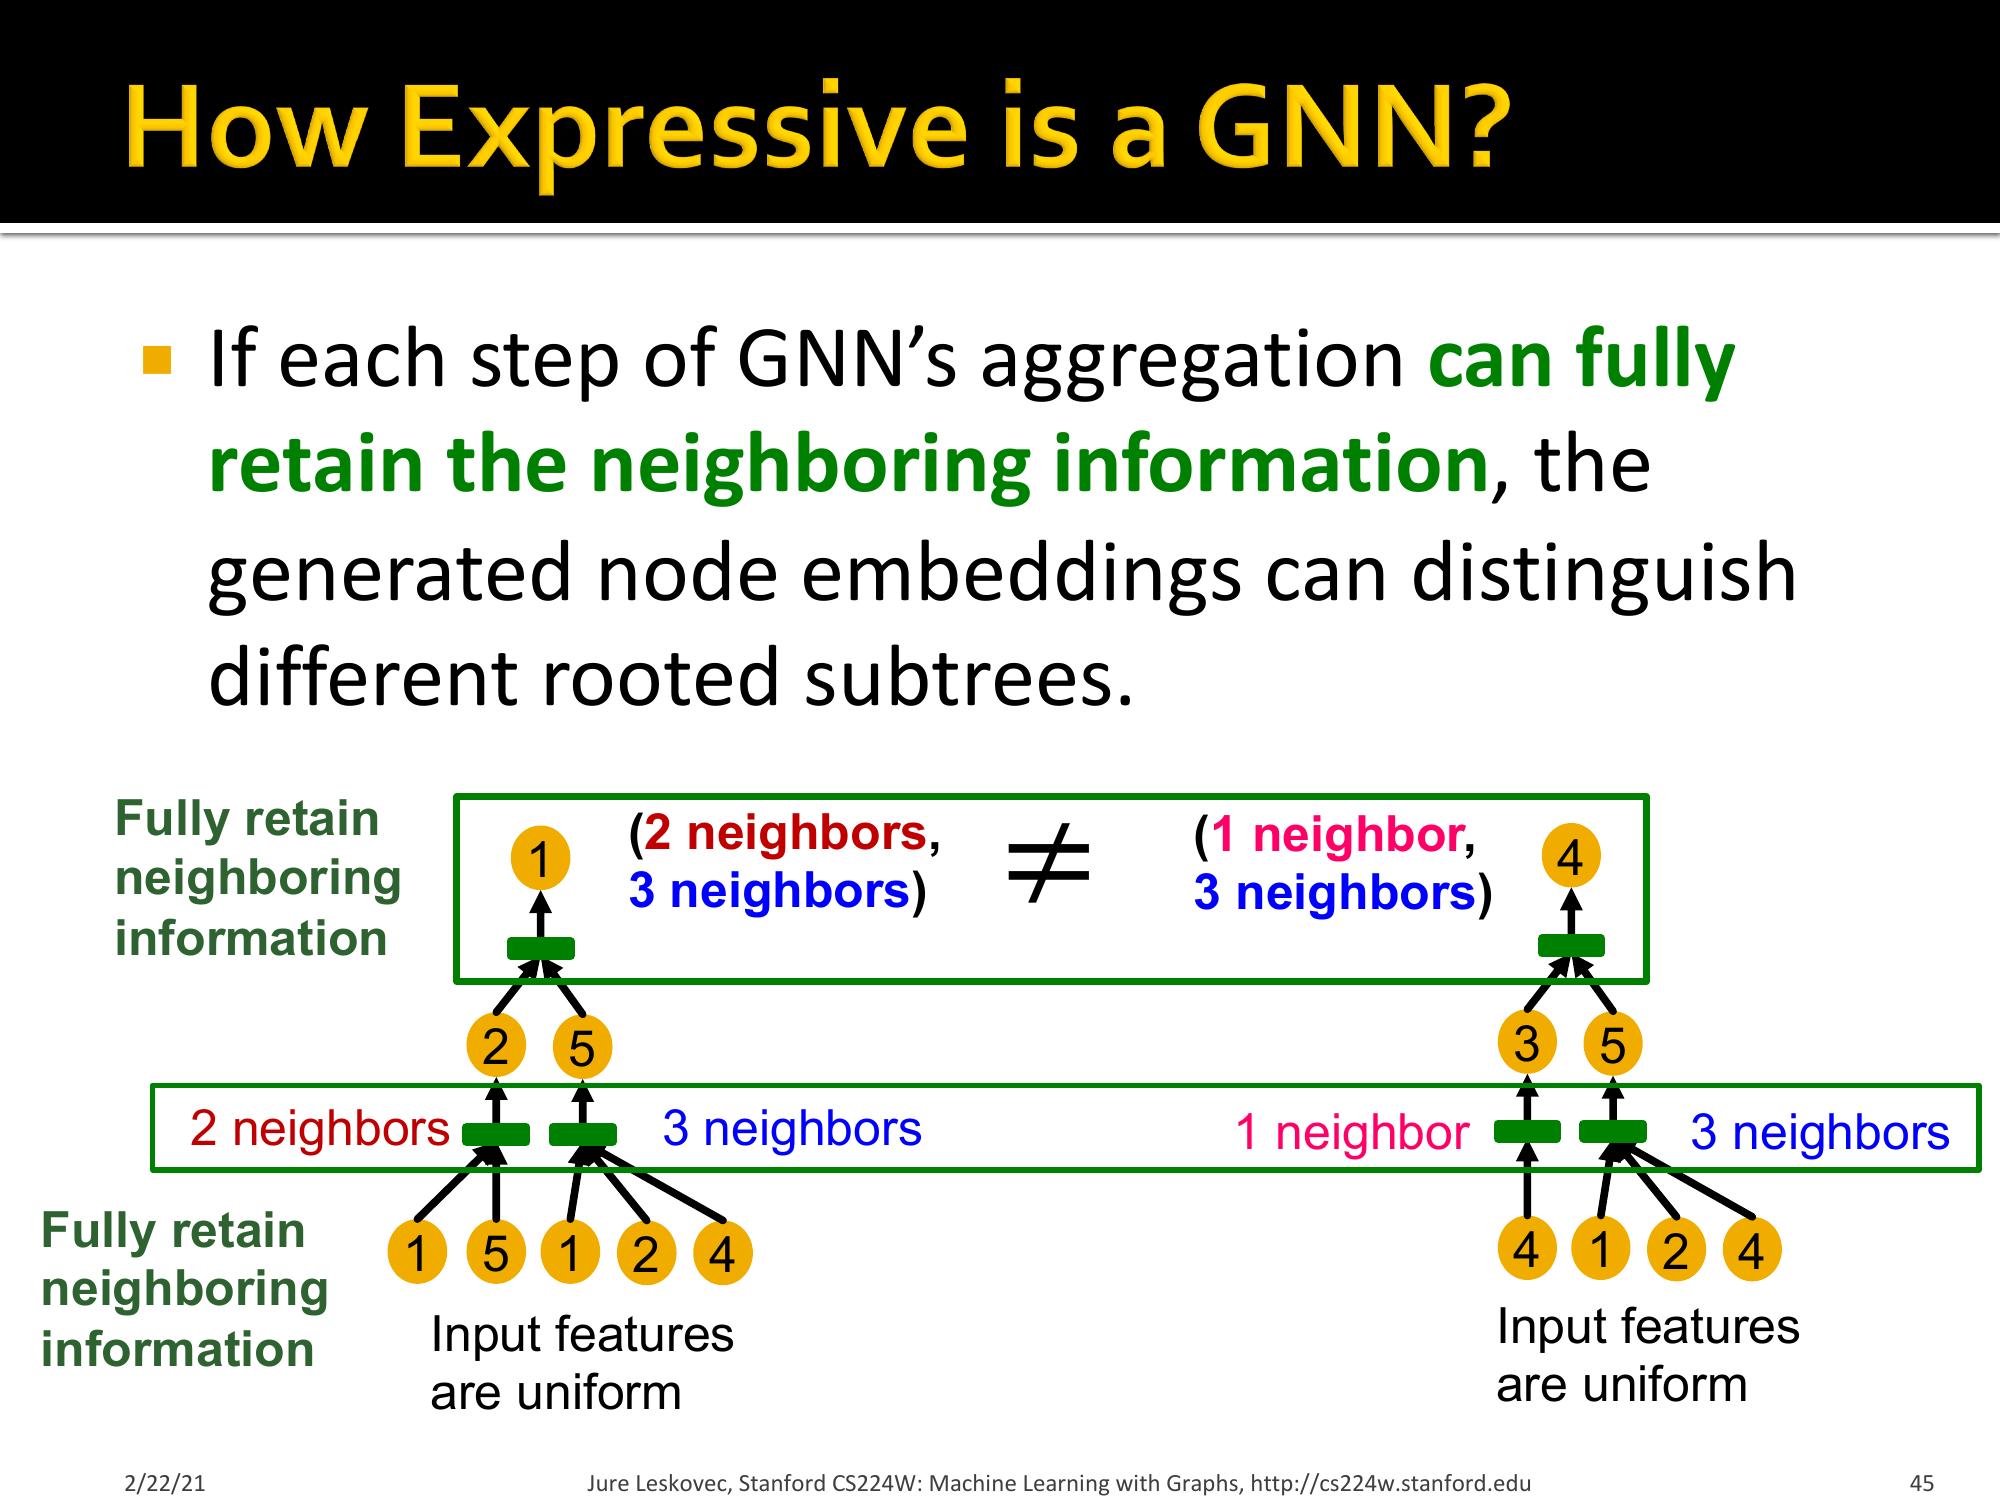 How Expressive is a GNN?
If each step of GNN’s aggregation can fully
retain the neighboring information, the
generated node embeddings can distinguish
different rooted subtrees.
Fully retain
neighboring
information
1
(2 neighbors,
3 neighbors)
≠
(1 neighbor,
3 neighbors)
4
2 5
3 5
2 neighbors
3 neighbors
1 neighbor
3 neighbors
Fully retain
neighboring
information
1 5 1 2 4
4 1 2 4
Input features
are uniform
Input features
are uniform
2/22/21
Jure Leskovec, Stanford CS224W: Machine Learning with Graphs, http://cs224w.stanford.edu
45